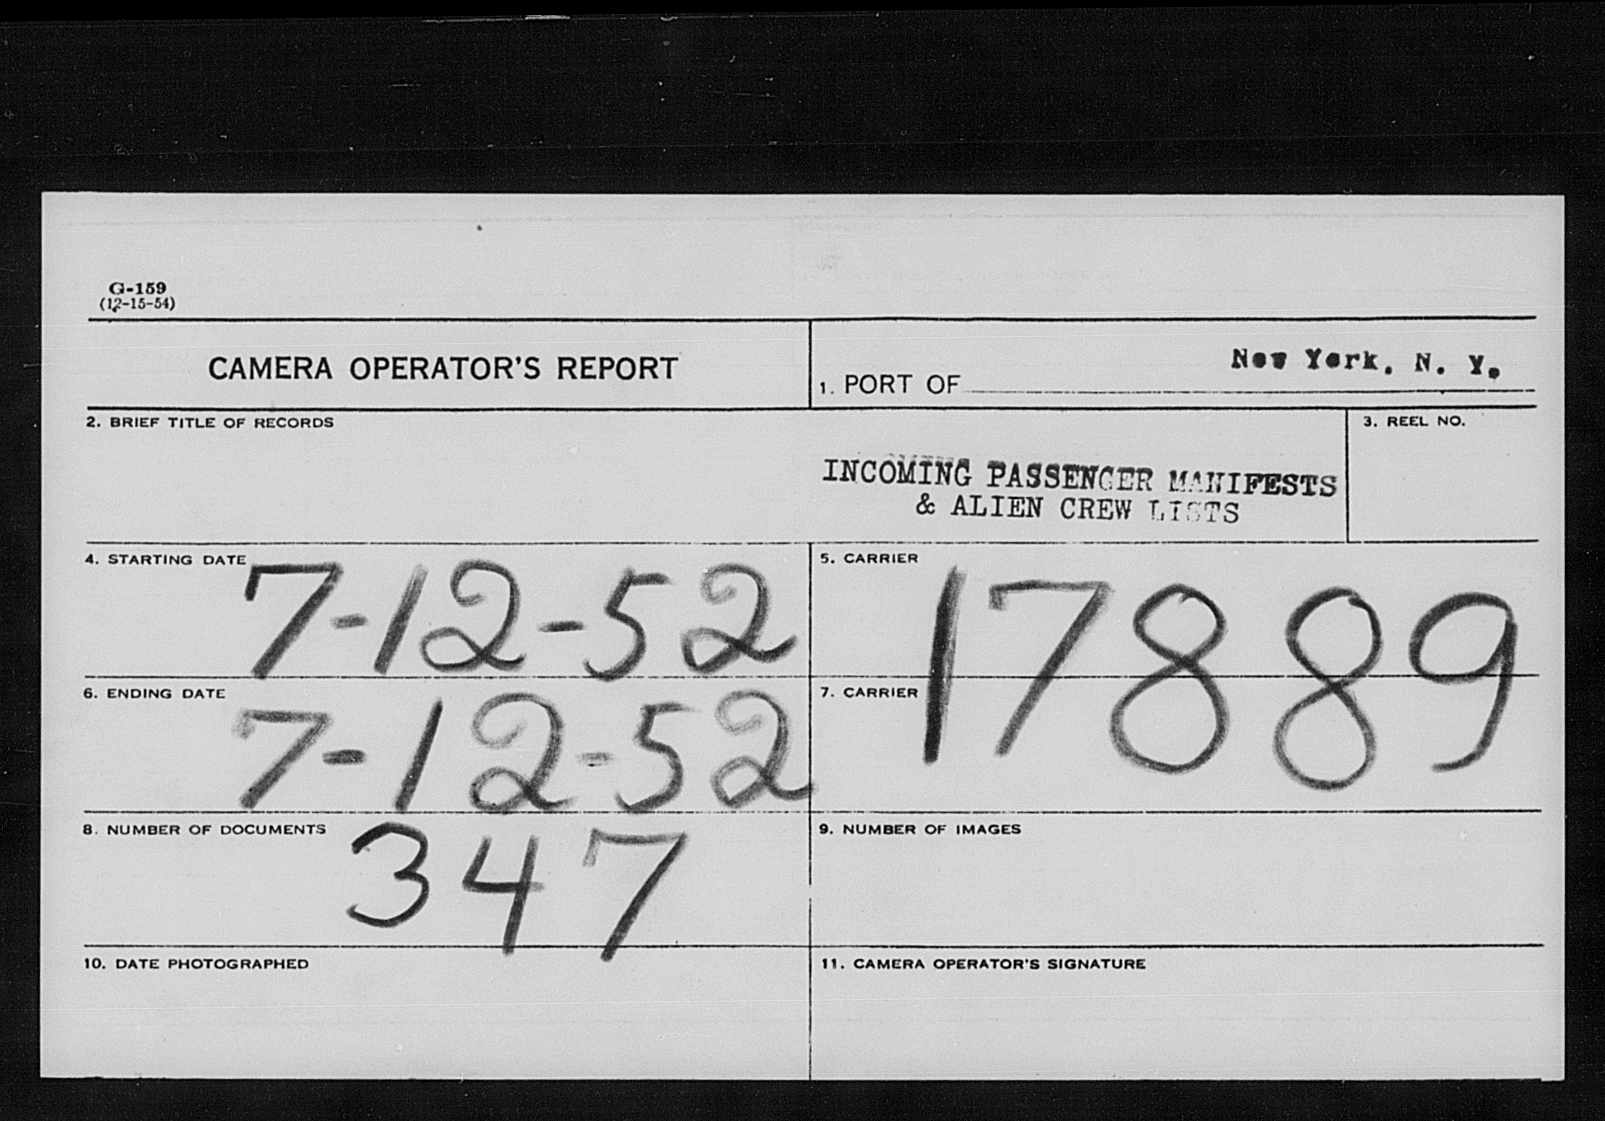 G-159
(12-15-54)
CAMERA OPERATOR'S REPORT
1. PORT OF New York, N. Y.
2. BRIEF TITLE OF RECORDS
3. REEL NO.
INCOMING PASSENGER MANIFESTS
& ALIEN CREW LISTS
4. STARTING DATE 7-12-52
5. CARRIER
17889
6. ENDING DATE 7-12-52
7. CARRIER
8. NUMBER OF DOCUMENTS 347
9. NUMBER OF IMAGES
10. DATE PHOTOGRAPHED
11. CAMERA OPERATOR'S SIGNATURE